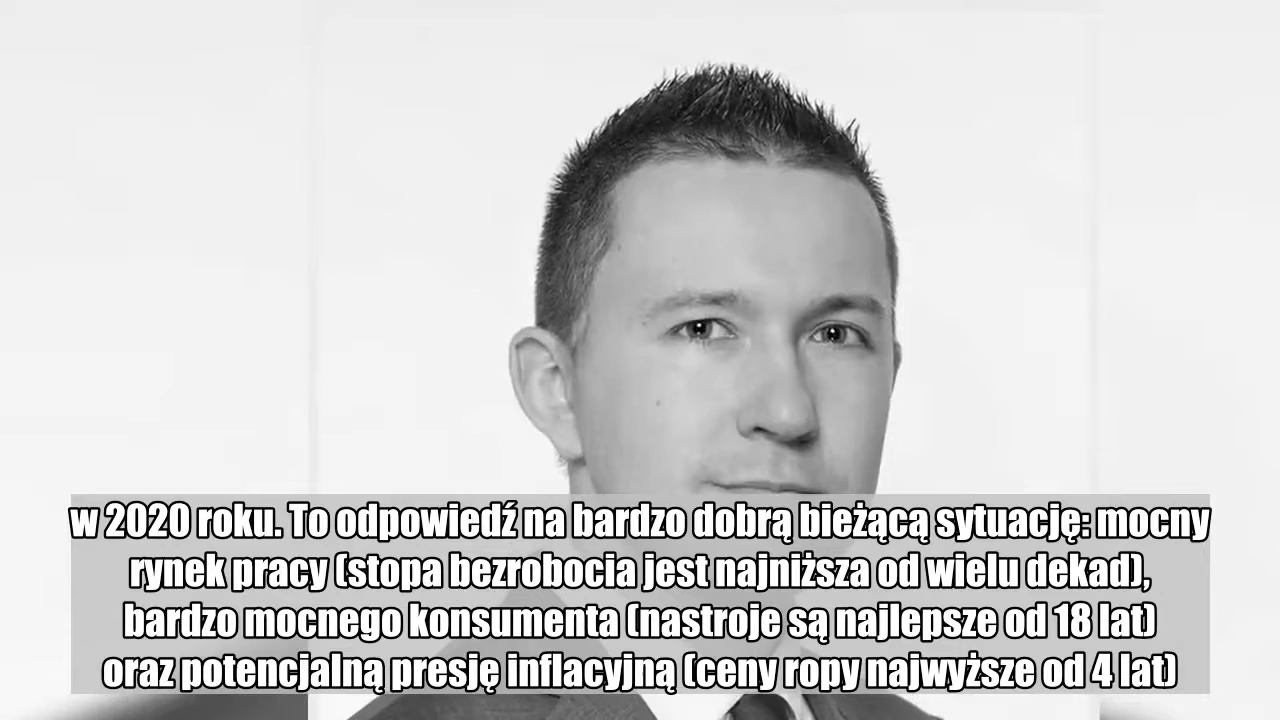 w 2020 roku. To odpowiedź na bardzo dobrą bieżącą sytuację: mocny
rynek pracy (stopa bezrobocia jest najniższa od wielu dekad),
bardzo mocnego konsumenta (nastroje są najlepsze od 18 lat)
oraz potencjalną presję inflacyjną (ceny ropy najwyższe od 4 lat)